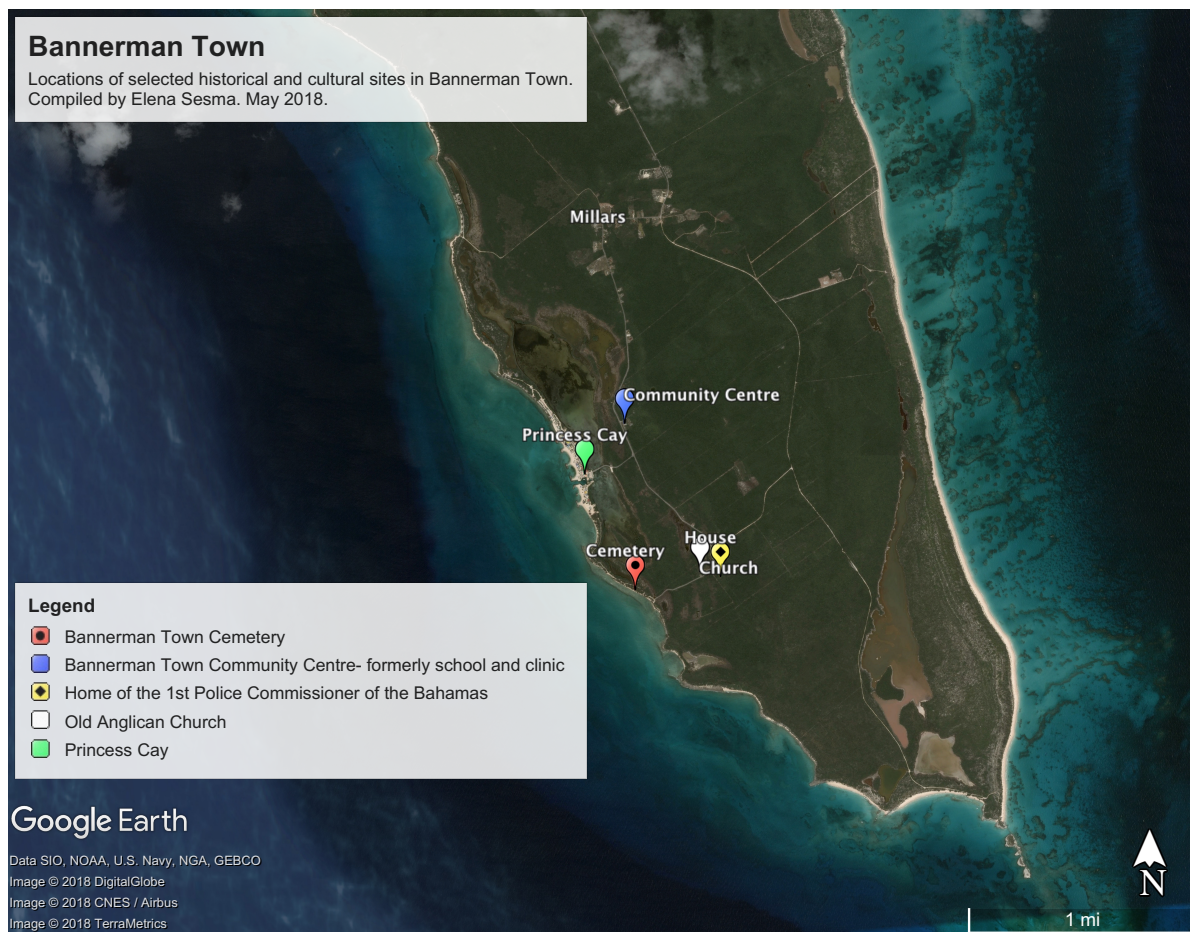 Bannerman Town
Locations of selected historical and cultural sites in Bannerman Town.
Compiled by Elena Sesma. May 2018.
Millars
Community Centre
Princess Cay
House
Cemetery
Church
Legend
Bannerman Town Cemetery
Bannerman Town Community Centre- formerly school and clinic
Home of the 1st Police Commissioner of the Bahamas
Old Anglican Church
Princess Cay
Google Earth
Data SIO, NOAA, U.S. Navy, NGA, GEBCO
Image © 2018 DigitalGlobe
Image © 2018 CNES / Airbus
Image © 2018 TerraMetrics
N
1 mi